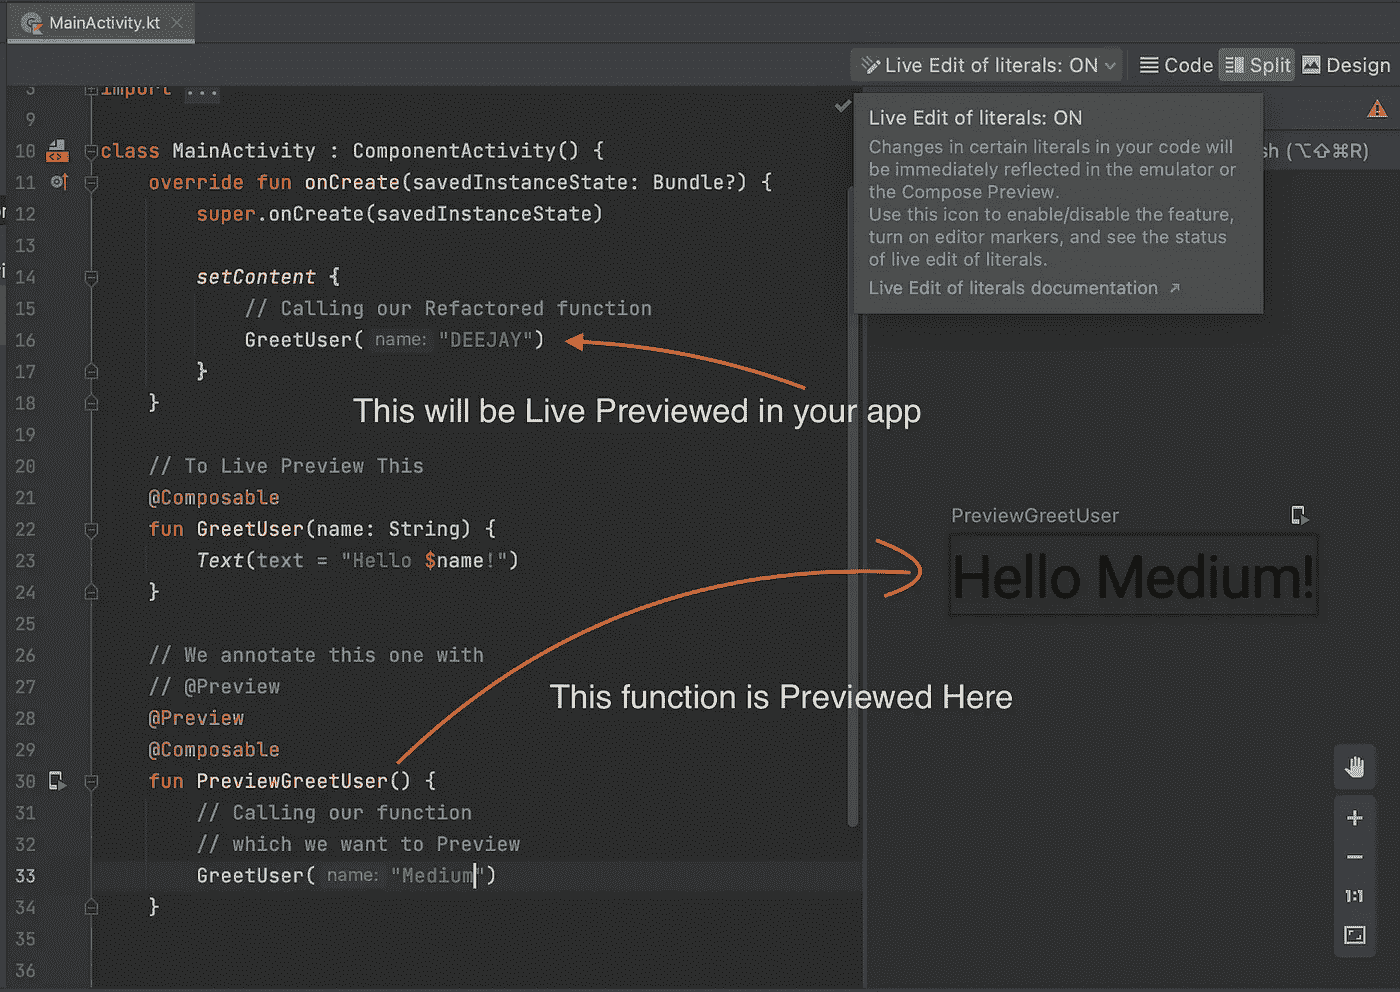 MainActivity.kt
Live Edit of literals: ON
Code
Split
Design
import ...
9
10 class MainActivity : ComponentActivity() {
11 override fun onCreate(savedInstanceState: Bundle?) {
12 super.onCreate(savedInstanceState)
13
14 setContent {
15 // Calling our Refactored function
16 GreetUser( name: "DEEJAY")
17 }
18 }
19
20 // To Live Preview This
21 @Composable
22 fun GreetUser(name: String) {
23 Text(text = "Hello $name!")
24 }
25
26 // We annotate this one with
27 // @Preview
28 @Preview
29 @Composable
30 fun PreviewGreetUser() {
31 // Calling our function
32 // which we want to Preview
33 GreetUser( name: "Medium")
34 }
35
36
Live Edit of literals: ON
Changes in certain literals in your code will
be immediately reflected in the emulator or
the Compose Preview.
Use this icon to enable/disable the feature,
turn on editor markers, and see the status
of live edit of literals.
Live Edit of literals documentation ↗
sh (⌥⇧⌘R)
This will be Live Previewed in your app
PreviewGreetUser
Hello Medium!
This function is Previewed Here
1:1